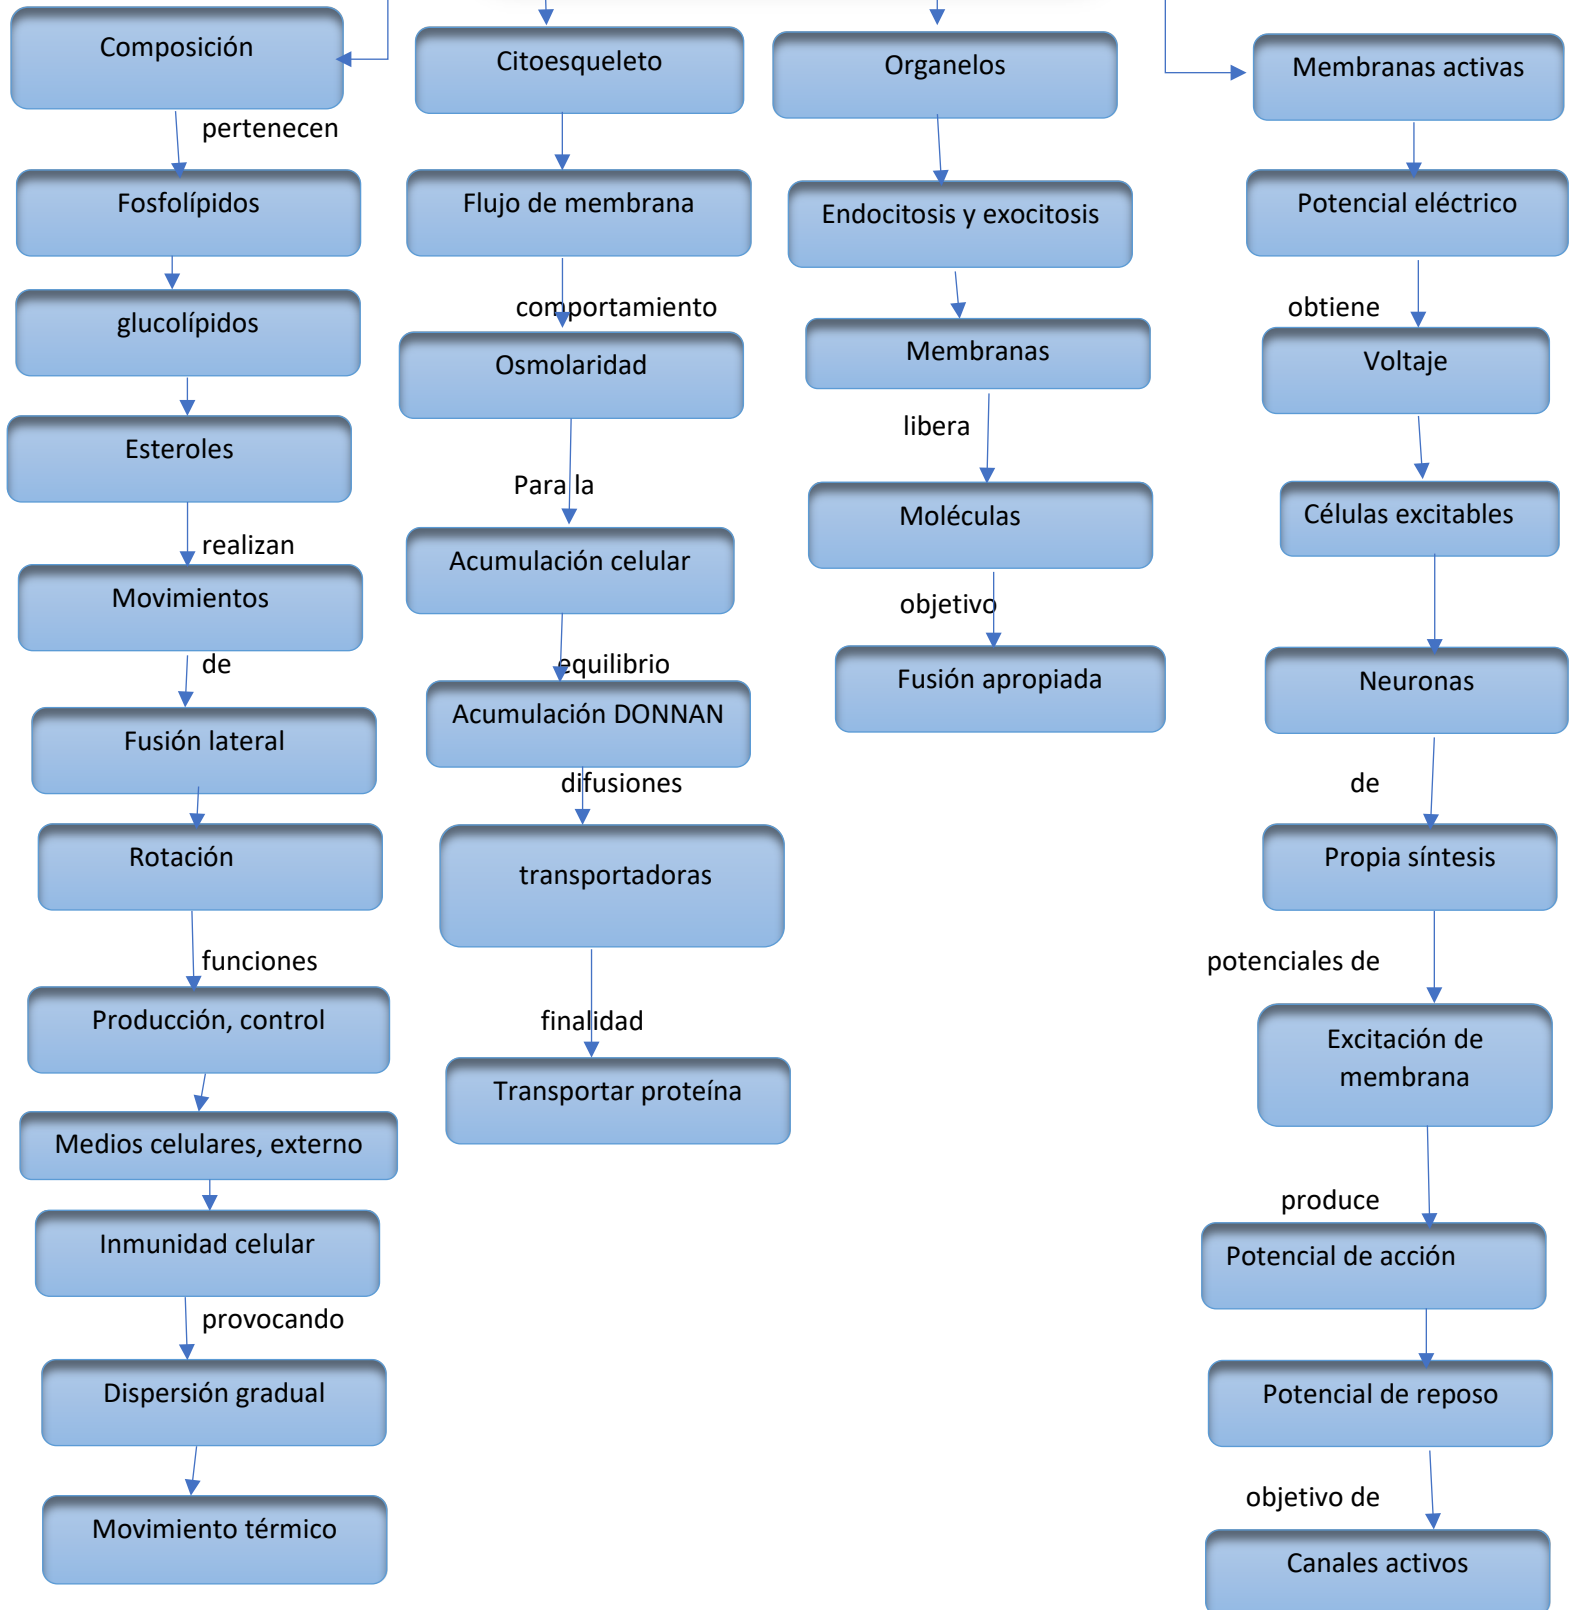 Composición
pertenecen
Fosfolípidos
glucolípidos
Esteroles
realizan
Movimientos
de
Fusión lateral
Rotación
funciones
Producción, control
Medios celulares, externo
Inmunidad celular
provocando
Dispersión gradual
Movimiento térmico
Citoesqueleto
Flujo de membrana
comportamiento
Osmolaridad
Para la
Acumulación celular
equilibrio
Acumulación DONNAN
difusiones
transportadoras
finalidad
Transportar proteína
Organelos
Endocitosis y exocitosis
Membranas
libera
Moléculas
objetivo
Fusión apropiada
Membranas activas
Potencial eléctrico
obtiene
Voltaje
Células excitables
Neuronas
de
Propia síntesis
potenciales de
Excitación de
membrana
produce
Potencial de acción
Potencial de reposo
objetivo de
Canales activos